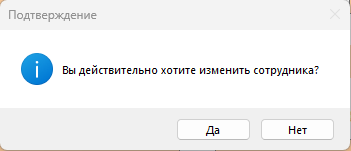 Подтверждение
Вы действительно хотите изменить сотрудника?
Да
Нет